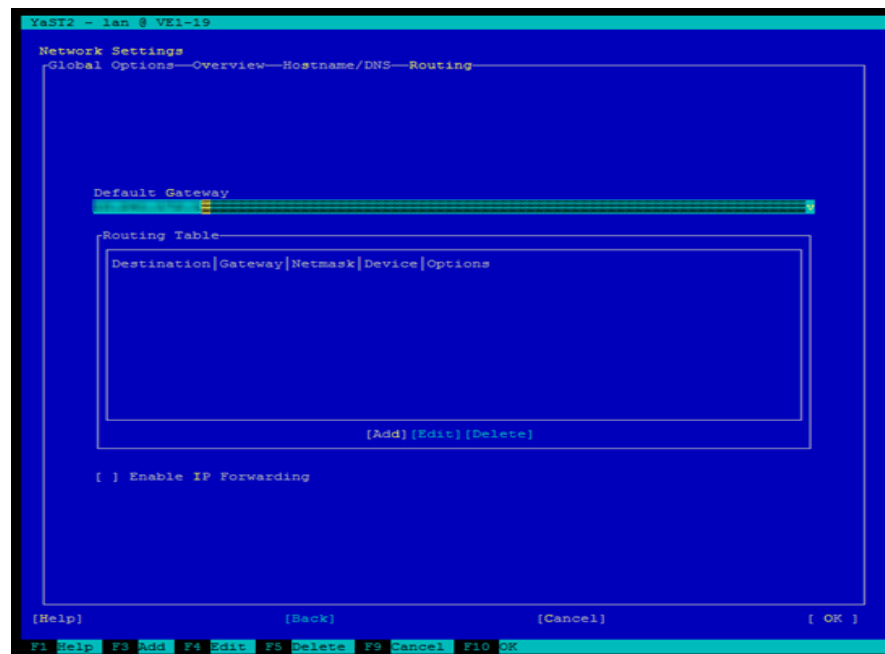 YaST2 - lan @ VE1-19
Network Settings
Global Options—Overview—Hostname/DNS—Routing
Default Gateway
Routing Table
Destination|Gateway|Netmask|Device|Options
[Add][Edit][Delete]
[ ] Enable IP Forwarding
[Help] [Back] [Cancel] [ OK ]
F1 Help F3 Add F4 Edit F5 Delete F9 Cancel F10 OK